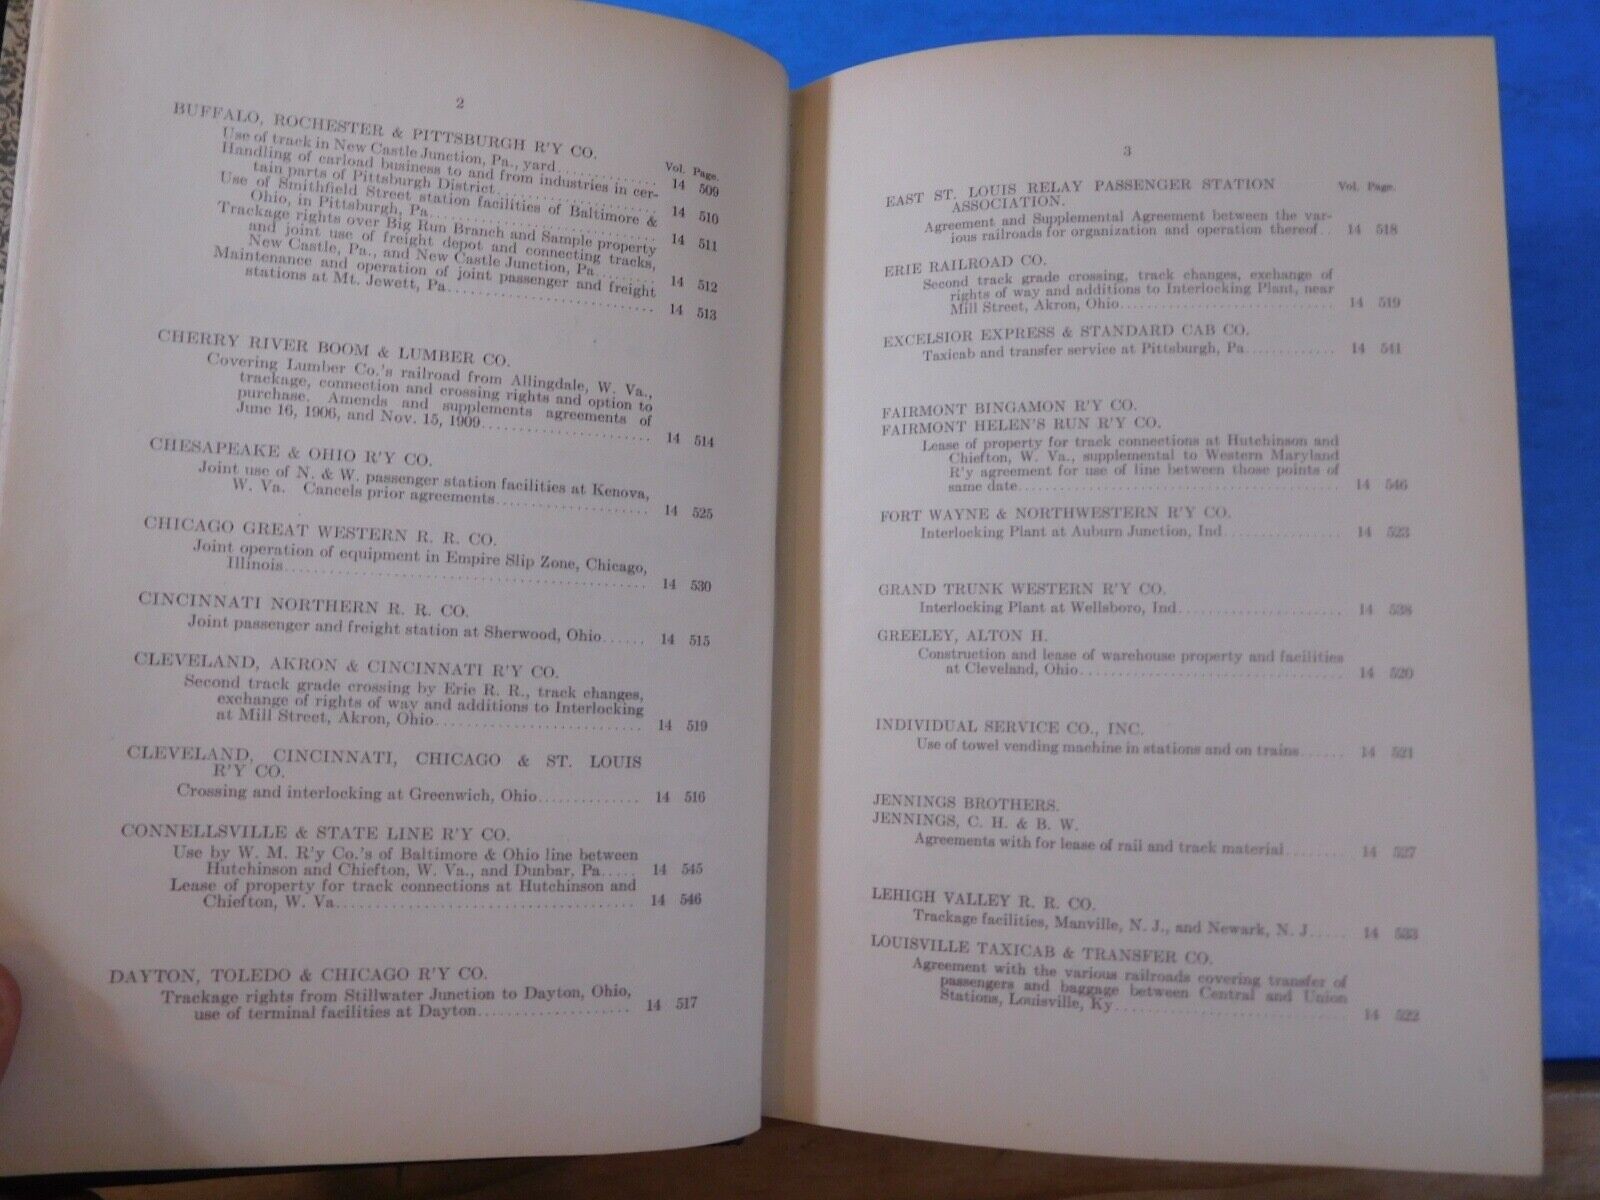 2
BUFFALO, ROCHESTER & PITTSBURGH R'Y CO.
Vol. Page.
Use of track in New Castle Junction, Pa., yard 14 509
Handling of carload business to and from industries in cer-
tain parts of Pittsburgh District 14 510
Use of Smithfield Street station facilities of Baltimore &
Ohio, in Pittsburgh, Pa 14 511
Trackage rights over Big Run Branch and Sample property
and joint use of freight depot and connecting tracks,
New Castle, Pa., and New Castle Junction, Pa 14 512
Maintenance and operation of joint passenger and freight
stations at Mt. Jewett, Pa 14 513
CHERRY RIVER BOOM & LUMBER CO.
Covering Lumber Co.'s railroad from Allingdale, W. Va.,
trackage, connection and crossing rights and option to
purchase. Amends and supplements agreements of
June 16, 1906, and Nov. 15, 1909 14 514
CHESAPEAKE & OHIO R'Y CO.
Joint use of N. & W. passenger station facilities at Kenova,
W. Va. Cancels prior agreements 14 525
CHICAGO GREAT WESTERN R. R. CO.
Joint operation of equipment in Empire Slip Zone, Chicago,
Illinois 14 530
CINCINNATI NORTHERN R. R. CO.
Joint passenger and freight station at Sherwood, Ohio 14 515
CLEVELAND, AKRON & CINCINNATI R'Y CO.
Second track grade crossing by Erie R. R., track changes,
exchange of rights of way and additions to Interlocking
at Mill Street, Akron, Ohio 14 519
CLEVELAND, CINCINNATI, CHICAGO & ST. LOUIS
R'Y CO.
Crossing and interlocking at Greenwich, Ohio 14 516
CONNELLSVILLE & STATE LINE R'Y CO.
Use by W. M. R'y Co.'s of Baltimore & Ohio line between
Hutchinson and Chiefton, W. Va., and Dunbar, Pa 14 545
Lease of property for track connections at Hutchinson and
Chiefton, W. Va 14 546
DAYTON, TOLEDO & CHICAGO R'Y CO.
Trackage rights from Stillwater Junction to Dayton, Ohio,
use of terminal facilities at Dayton 14 517
3
Vol. Page.
EAST ST. LOUIS RELAY PASSENGER STATION
ASSOCIATION.
Agreement and Supplemental Agreement between the var-
ious railroads for organization and operation thereof 14 518
ERIE RAILROAD CO.
Second track grade crossing, track changes, exchange of
rights of way and additions to Interlocking Plant, near
Mill Street, Akron, Ohio 14 519
EXCELSIOR EXPRESS & STANDARD CAB CO.
Taxicab and transfer service at Pittsburgh, Pa 14 541
FAIRMONT BINGAMON R'Y CO.
FAIRMONT HELEN'S RUN R'Y CO.
Lease of property for track connections at Hutchinson and
Chiefton, W. Va., supplemental to Western Maryland
R'y agreement for use of line between those points of
same date 14 546
FORT WAYNE & NORTHWESTERN R'Y CO.
Interlocking Plant at Auburn Junction, Ind 14 523
GRAND TRUNK WESTERN R'Y CO.
Interlocking Plant at Wellsboro, Ind 14 538
GREELEY, ALTON H.
Construction and lease of warehouse property and facilities
at Cleveland, Ohio 14 520
INDIVIDUAL SERVICE CO., INC.
Use of towel vending machine in stations and on trains 14 521
JENNINGS BROTHERS.
JENNINGS, C. H. & B. W.
Agreements with for lease of rail and track material 14 527
LEHIGH VALLEY R. R. CO.
Trackage facilities, Manville, N. J., and Newark, N. J 14 533
LOUISVILLE TAXICAB & TRANSFER CO.
Agreement with the various railroads covering transfer of
passengers and baggage between Central and Union
Stations, Louisville, Ky 14 522